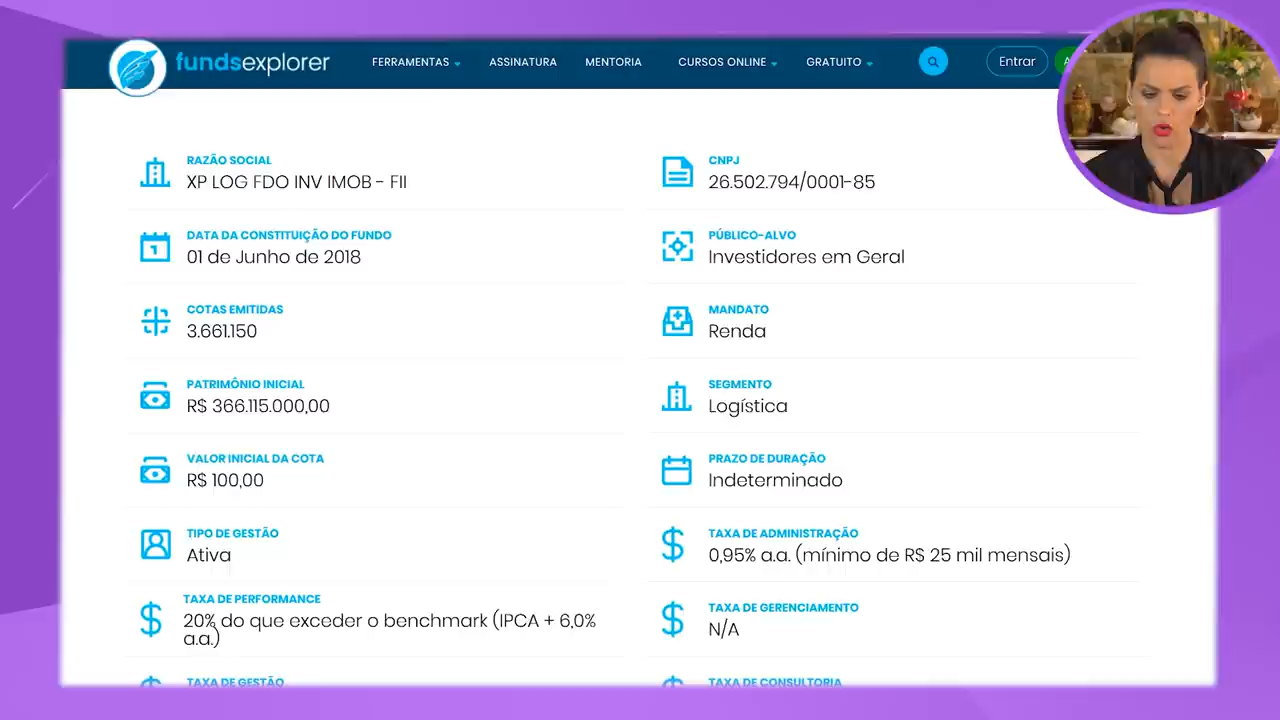 fundsexplorer
FERRAMENTAS
ASSINATURA
MENTORIA
CURSOS ONLINE
GRATUITO
Entrar
RAZÃO SOCIAL
XP LOG FDO INV IMOB - FII
CNPJ
26.502.794/0001-85
DATA DA CONSTITUIÇÃO DO FUNDO
01 de Junho de 2018
PÚBLICO-ALVO
Investidores em Geral
COTAS EMITIDAS
3.661.150
MANDATO
Renda
PATRIMÔNIO INICIAL
R$ 366.115.000,00
SEGMENTO
Logística
VALOR INICIAL DA COTA
R$ 100,00
PRAZO DE DURAÇÃO
Indeterminado
TIPO DE GESTÃO
Ativa
TAXA DE ADMINISTRAÇÃO
0,95% a.a. (mínimo de R$ 25 mil mensais)
TAXA DE PERFORMANCE
20% do que exceder o benchmark (IPCA + 6,0%
a.a.)
TAXA DE GERENCIAMENTO
N/A
TAXA DE GESTÃO
TAXA DE CONSULTORIA